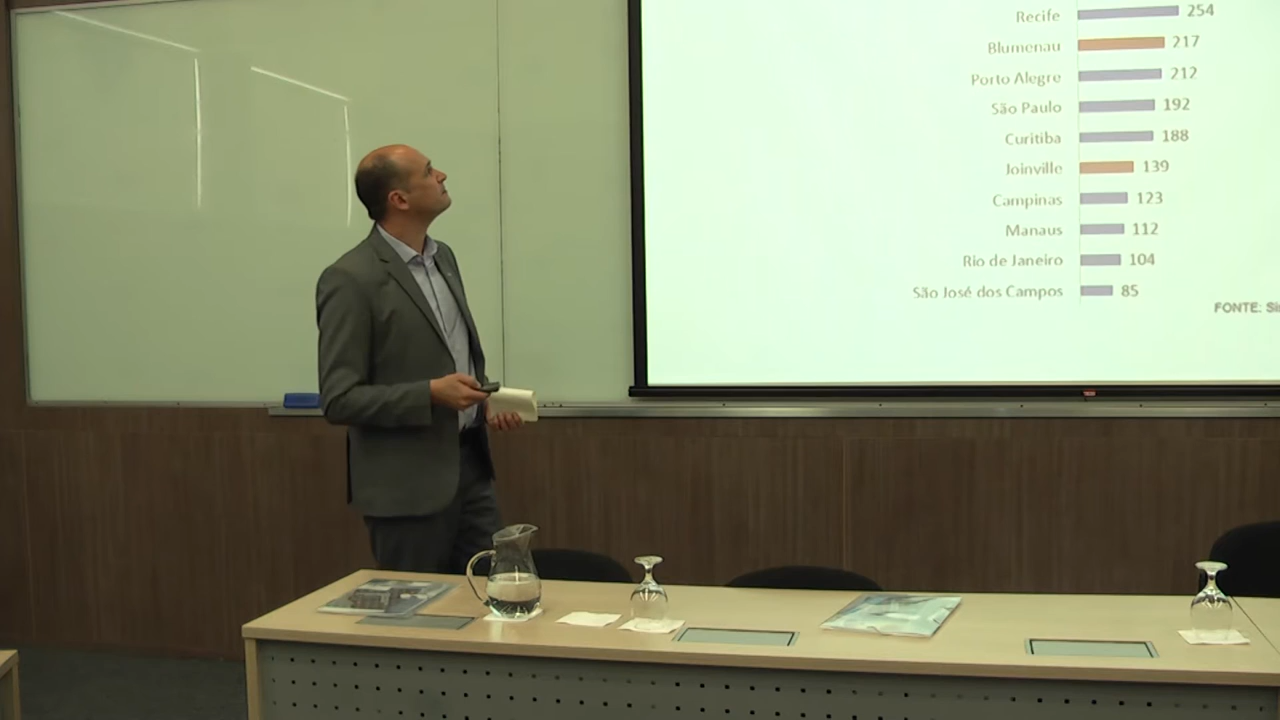 Recife 254
Blumenau 217
Porto Alegre 212
São Paulo 192
Curitiba 188
Joinville 139
Campinas 123
Manaus 112
Rio de Janeiro 104
São José dos Campos 85
FONTE: